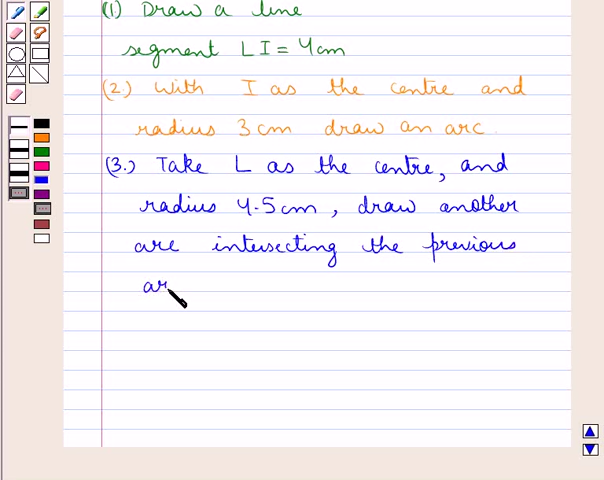 (1) Draw a line
segment LI = 4cm
(2.) With I as the centre and
radius 3cm draw an arc.
(3.) Take L as the centre, and
radius 4.5cm, draw another
are intersecting the previous
ar